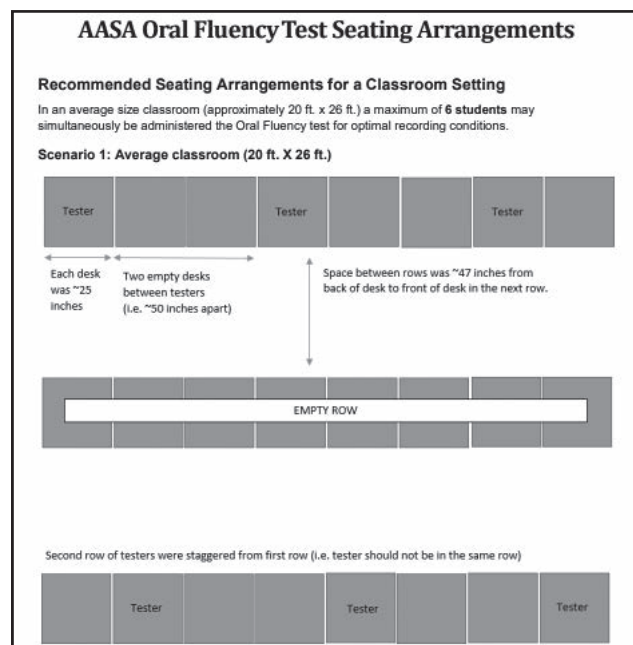 AASA Oral Fluency Test Seating Arrangements
Recommended Seating Arrangements for a Classroom Setting
In an average size classroom (approximately 20 ft. x 26 ft.) a maximum of 6 students may
simultaneously be administered the Oral Fluency test for optimal recording conditions.
Scenario 1: Average classroom (20 ft. X 26 ft.)
Tester Tester Tester
Each desk
was ~25
inches
Two empty desks
between testers
(i.e. ~50 inches apart)
Space between rows was ~47 inches from
back of desk to front of desk in the next row.
EMPTY ROW
Second row of testers were staggered from first row (i.e. tester should not be in the same row)
Tester Tester Tester